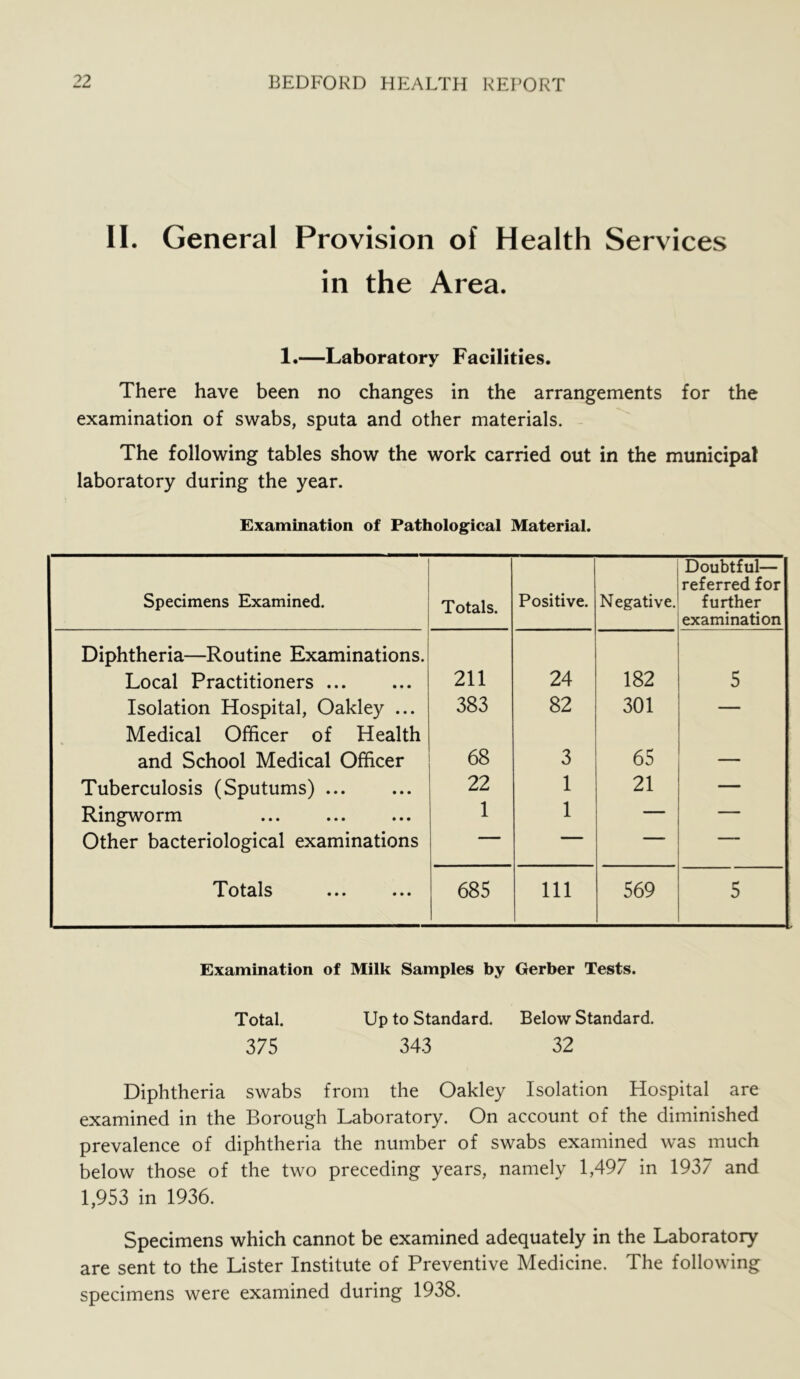 22 BEDFORD HEALTH REPORT
II. General Provision of Health Services
in the Area.
1.—Laboratory Facilities.
There have been no changes in the arrangements for the
examination of swabs, sputa and other materials.
The following tables show the work carried out in the municipal
laboratory during the year.
Examination of Pathological Material.
Specimens Examined. Totals. Positive. Negative. Doubtful—
referred for
further
examination
Diphtheria—Routine Examinations.
Local Practitioners ... ... 211 24 182 5
Isolation Hospital, Oakley ... 383 82 301 —
Medical Officer of Health
and School Medical Officer 68 3 65 —
Tuberculosis (Sputums) ... ... 22 1 21 —
Ringworm ... ... ... 1 1 — —
Other bacteriological examinations — — — —
Totals ... ... 685 111 569 5
Examination of Milk Samples by Gerber Tests.
Total. Up to Standard. Below Standard.
375 343 32
Diphtheria swabs from the Oakley Isolation Hospital are
examined in the Borough Laboratory. On account of the diminished
prevalence of diphtheria the number of swabs examined was much
below those of the two preceding years, namely 1,497 in 1937 and
1,953 in 1936.
Specimens which cannot be examined adequately in the Laboratory
are sent to the Lister Institute of Preventive Medicine. The following
specimens were examined during 1938.